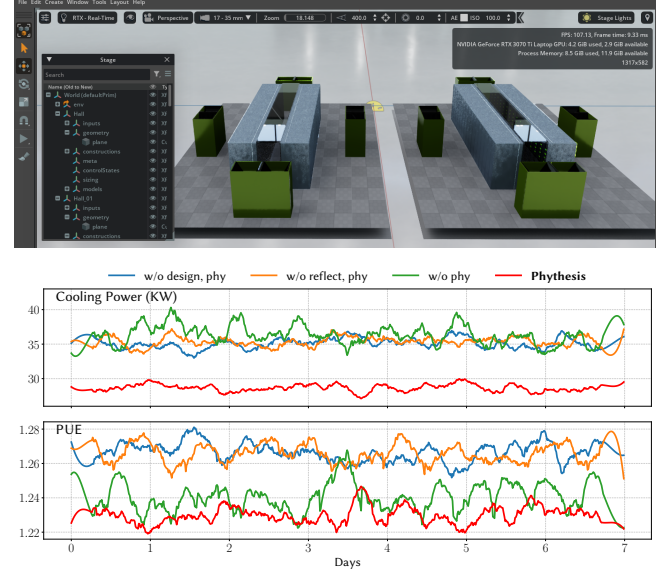 File Edit Create Window Tools Layout Help
RTX - Real-Time Perspective 17 - 35 mm Zoom 18.148 400.0 0.0 AE ISO 100.0 Stage Lights
FPS: 107.13, Frame time: 9.33 ms
NVIDIA GeForce RTX 3070 Ti Laptop GPU: 4.2 GiB used, 2.9 GiB available
Process Memory: 8.5 GiB used, 11.9 GiB available
1317x582
Stage
Search
Name (Old to New)
World (defaultPrim)
env
Hall
inputs
geometry
plane
constructions
meta
controlStates
sizing
models
Hall_01
inputs
geometry
plane
constructions
w/o design, phy w/o reflect, phy w/o phy Phythesis
Cooling Power (KW)
40
35
30
PUE
1.28
1.26
1.24
1.22
0 1 2 3 4 5 6 7
Days